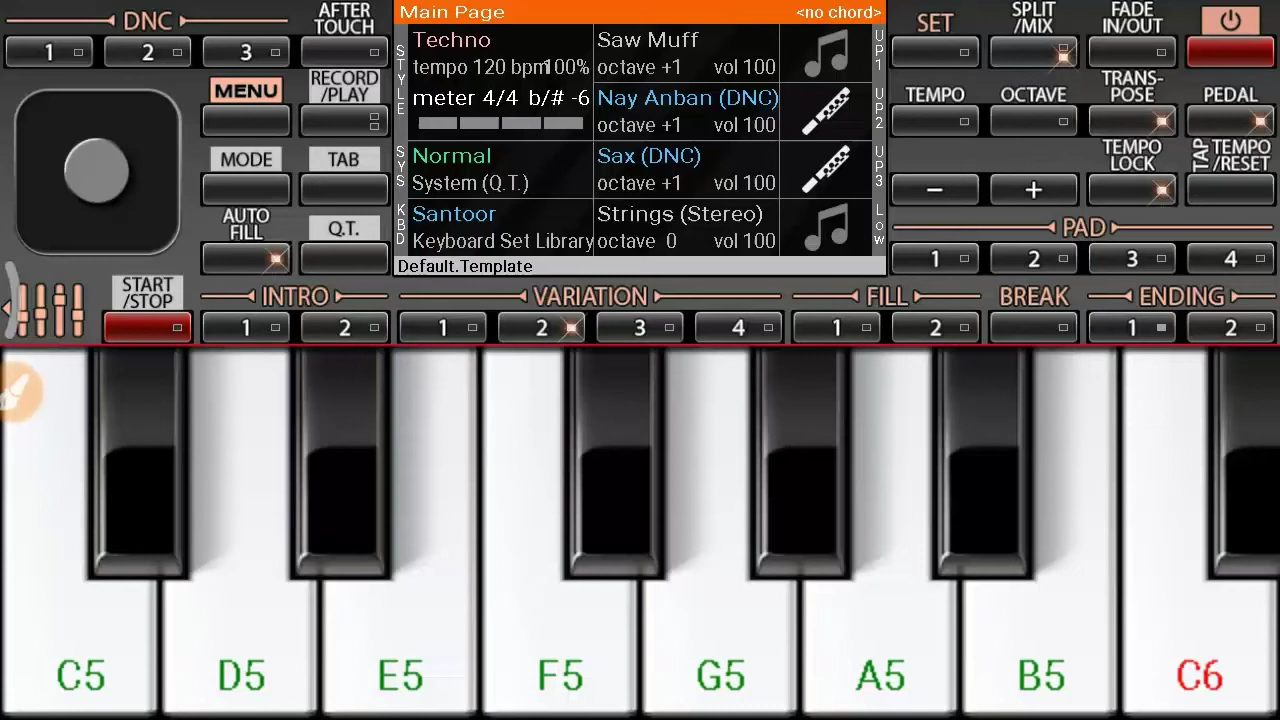 DNC
AFTER
TOUCH
1 2 3
MENU
RECORD
/PLAY
MODE
TAB
AUTO
FILL
Q.T.
START
/STOP
Main Page <no chord>
STYLE
Techno
tempo 120 bpm100%
meter 4/4 b/# -6
SYS
Normal
System (Q.T.)
KBD
Santoor
Keyboard Set Library
Saw Muff
octave +1 vol 100
UP1
Nay Anban (DNC)
octave +1 vol 100
UP2
Sax (DNC)
octave +1 vol 100
UP3
Strings (Stereo)
octave 0 vol 100
Low
Default.Template
SET
SPLIT
/MIX
FADE
IN/OUT
TEMPO
OCTAVE
TRANS-
POSE
PEDAL
TEMPO
LOCK
TAP TEMPO
/RESET
− +
PAD
1 2 3 4
INTRO
1 2
VARIATION
1 2 3 4
FILL
1 2
BREAK
ENDING
1 2
C5 D5 E5 F5 G5 A5 B5 C6